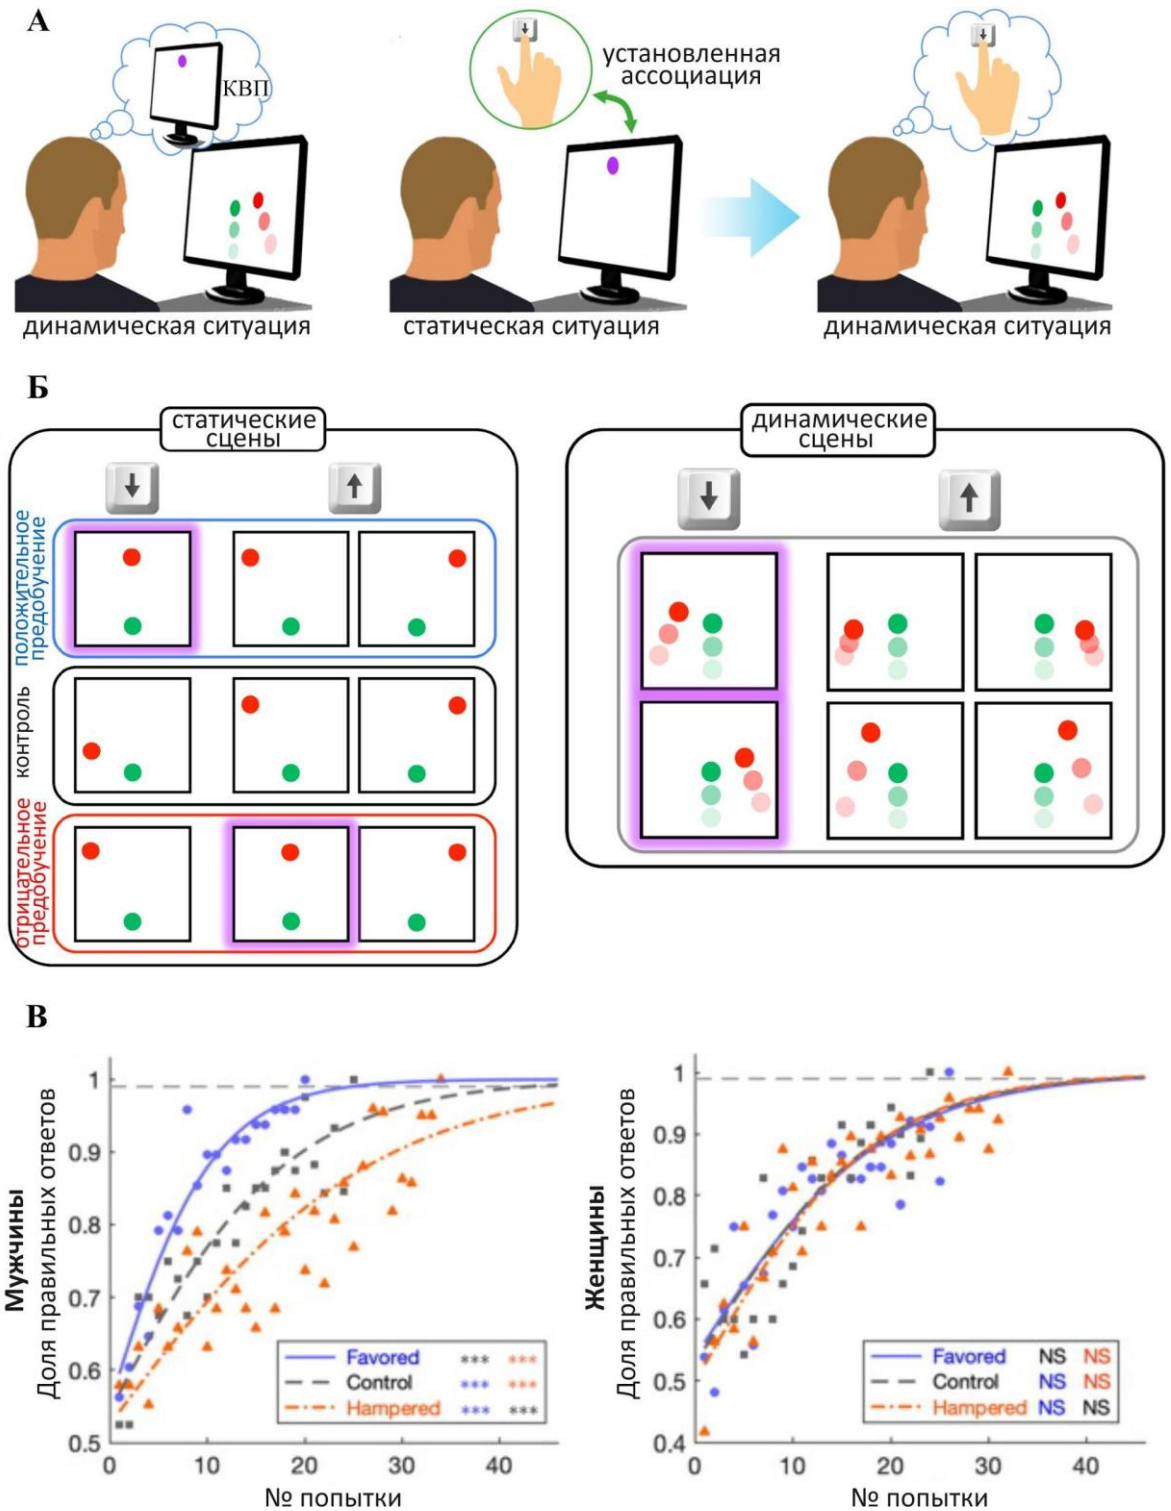 А
КВП
установленная
ассоциация
динамическая ситуация
статическая ситуация
динамическая ситуация
Б
статические
сцены
динамические
сцены
положительное
предобучение
контроль
отрицательное
предобучение
В
Мужчины
Доля правильных ответов
1
0.9
0.8
0.7
0.6
0.5
0
10
20
30
40
№ попытки
Favored *** ***
Control *** ***
Hampered *** ***
Женщины
Доля правильных ответов
1
0.9
0.8
0.7
0.6
0.5
0.4
0
10
20
30
40
№ попытки
Favored NS NS
Control NS NS
Hampered NS NS